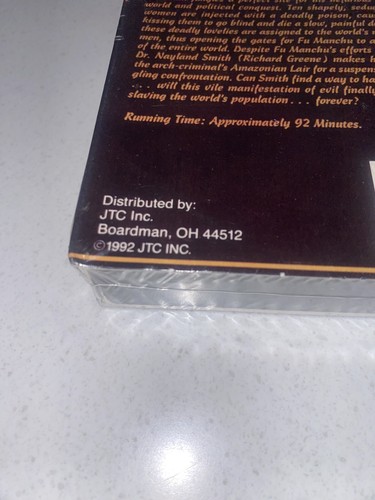 world and political conquest. Ten shapely, sedu
women are injected with a deadly poison, cau
kissing them to go blind and die a slow, painful d
these deadly lovelies are assigned to the world's
men, thus opening the gates for Fu Manchu to a
of the entire world. Despite Fu Manchu's efforts
Dr. Nayland Smith (Richard Greene) makes h
the arch-criminal's Amazonian Lair for a suspen
gling confrontation. Can Smith find a way to ha
. . . will this vile manifestation of evil finall
slaving the world's population . . . forever?
Running Time: Approximately 92 Minutes.
Distributed by:
JTC Inc.
Boardman, OH 44512
©1992 JTC INC.